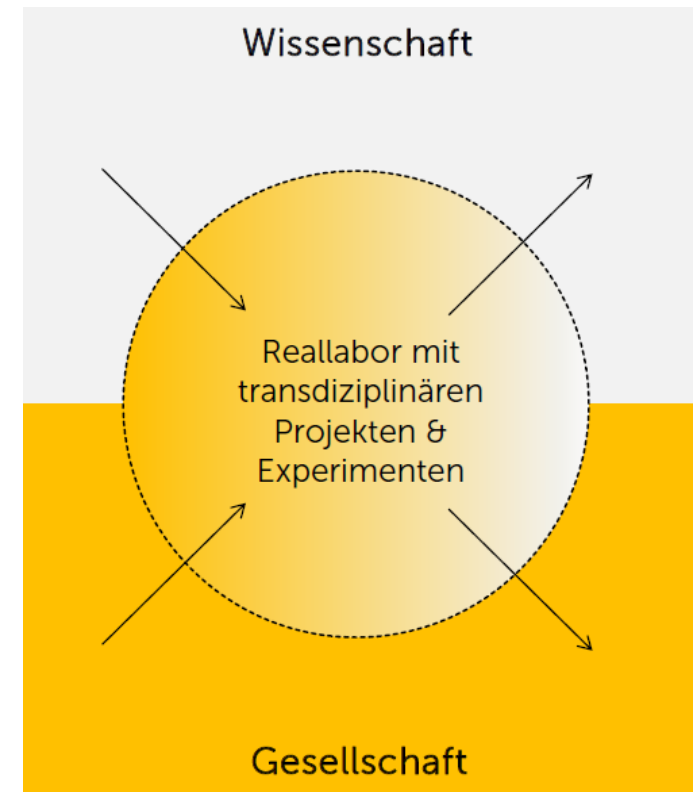 Wissenschaft
Reallabor mit
transdiziplinären
Projekten &
Experimenten
Gesellschaft